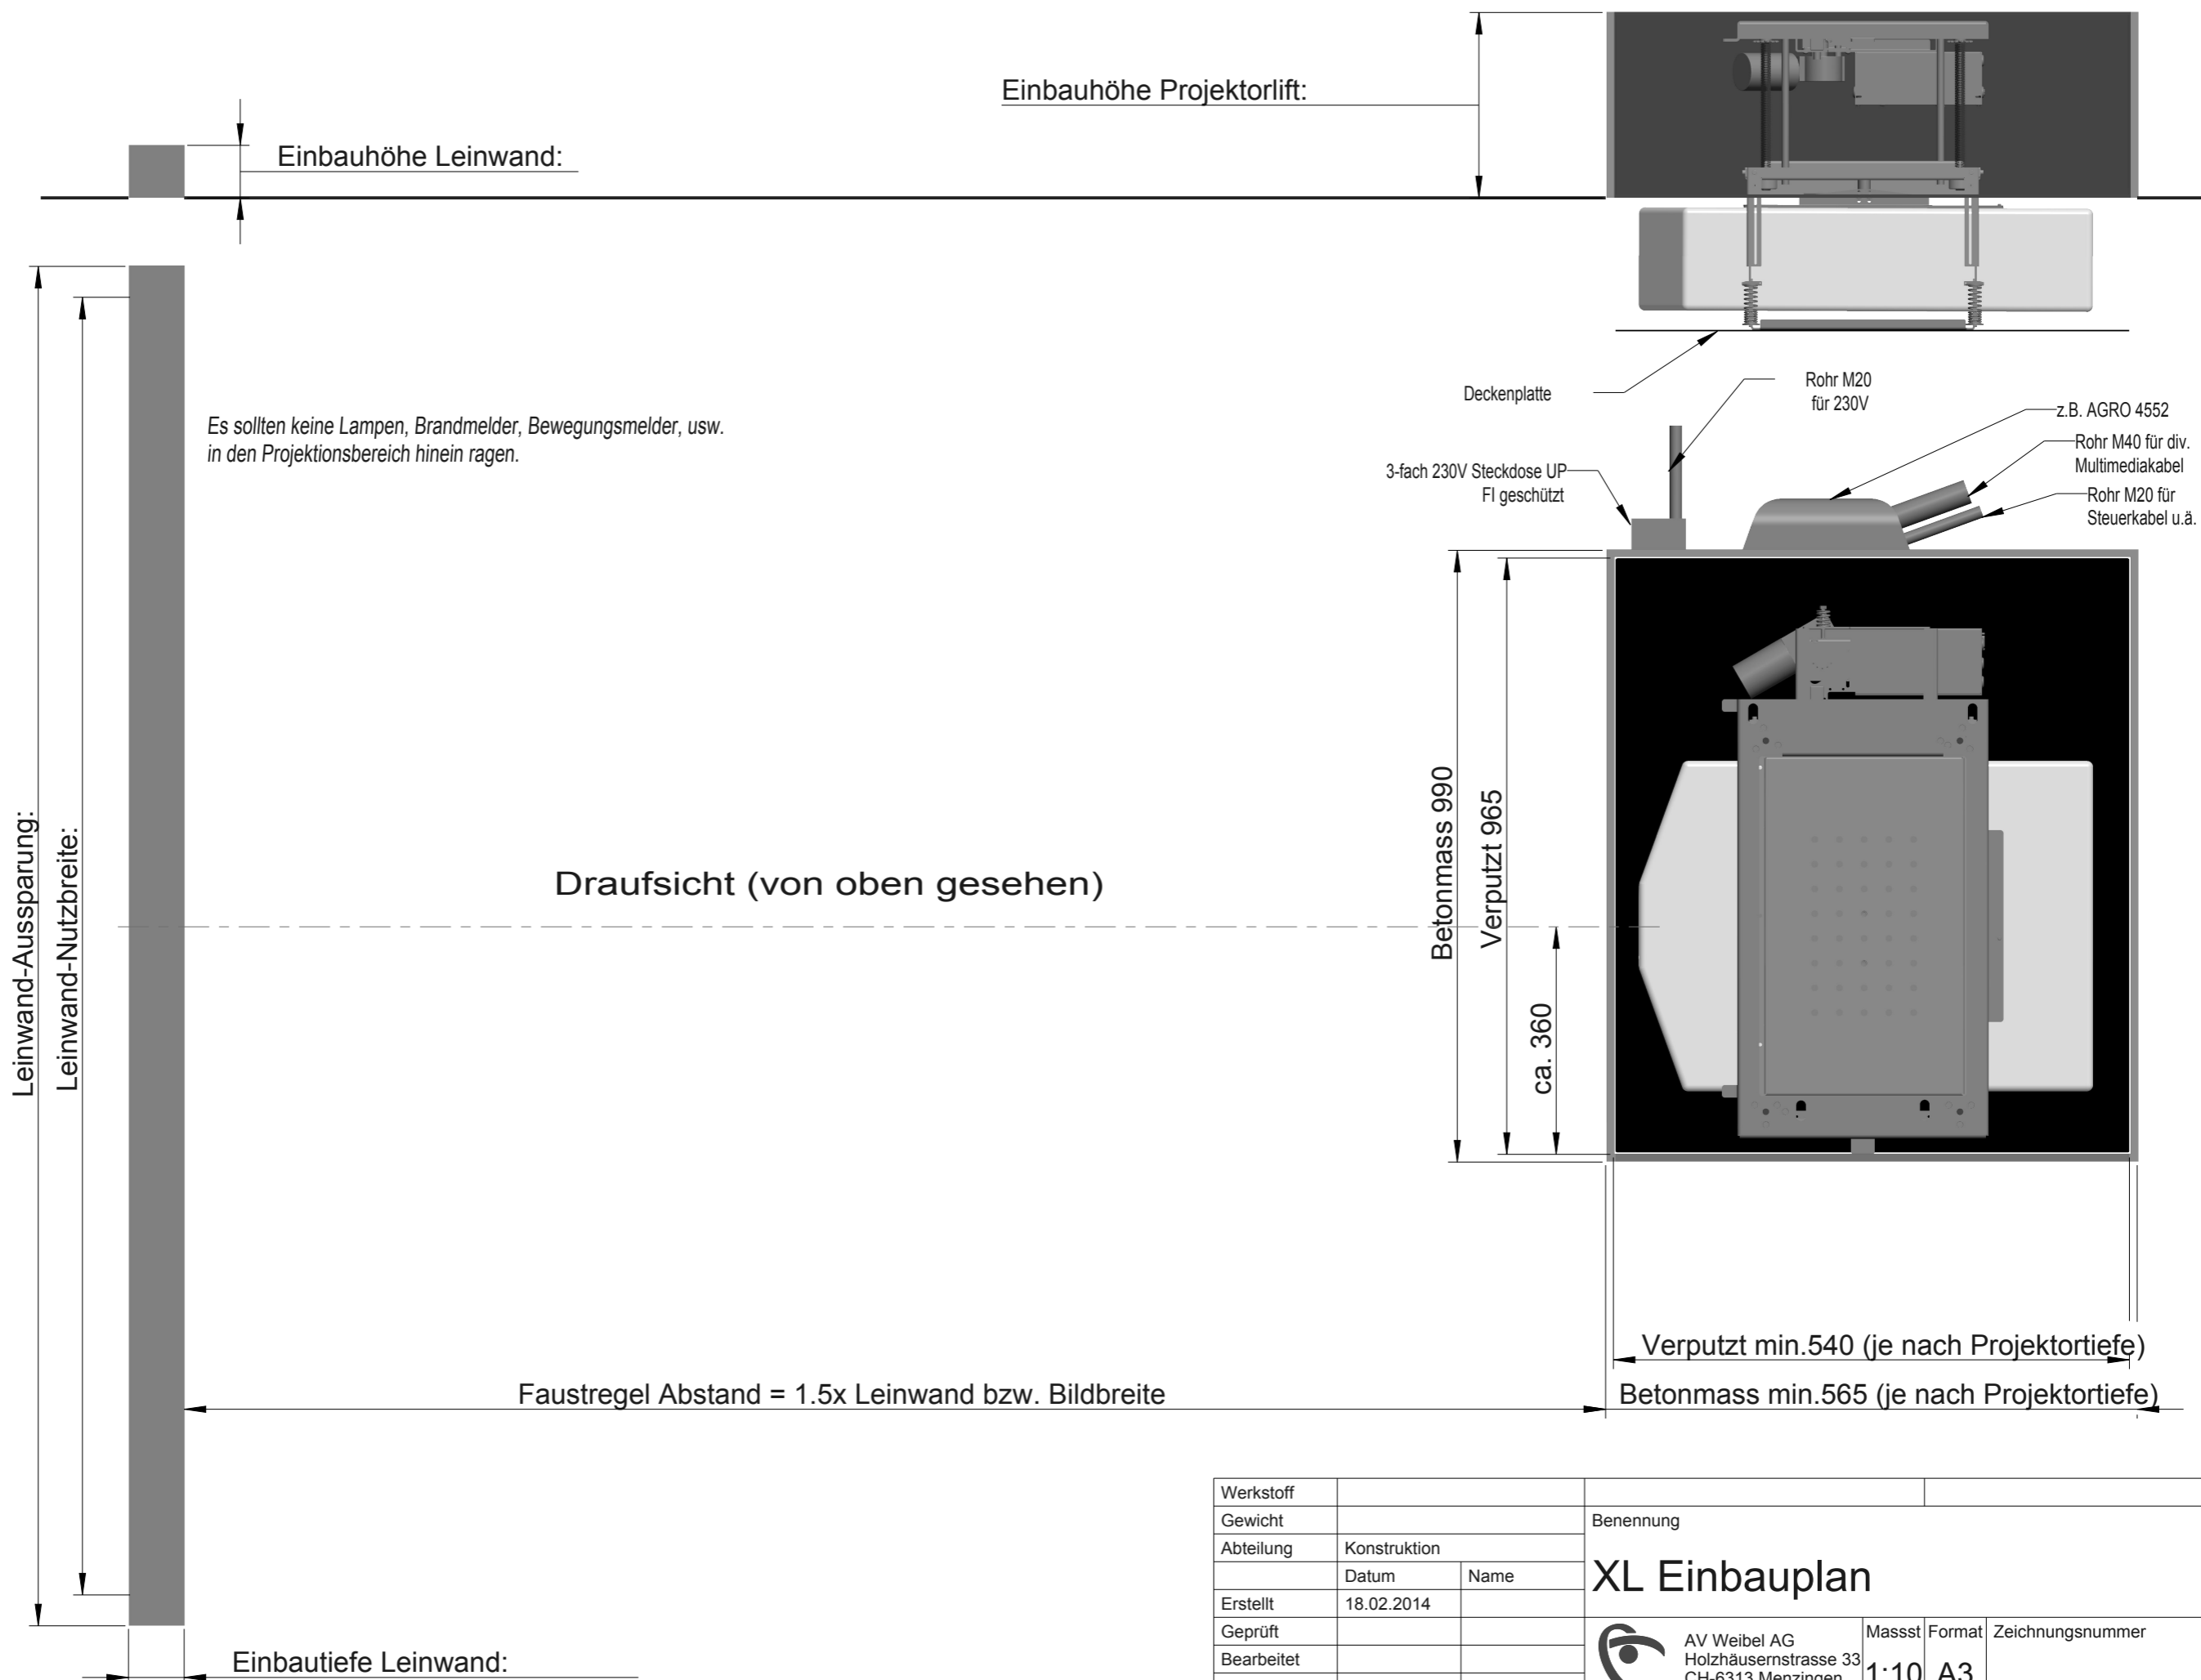 Einbauhöhe Projektorlift:
Einbauhöhe Leinwand:
Deckenplatte
Rohr M20
für 230V
z.B. AGRO 4552
Rohr M40 für div.
Multimediakabel
Rohr M20 für
Steuerkabel u.ä.
3-fach 230V Steckdose UP
FI geschützt
Es sollten keine Lampen, Brandmelder, Bewegungsmelder, usw.
in den Projektionsbereich hinein ragen.
Leinwand-Aussparung:
Leinwand-Nutzbreite:
Draufsicht (von oben gesehen)
Betonmass 990
Verputzt 965
ca. 360
Verputzt min.540 (je nach Projektortiefe)
Faustregel Abstand = 1.5x Leinwand bzw. Bildbreite
Betonmass min.565 (je nach Projektortiefe)
Einbautiefe Leinwand:
Werkstoff
Gewicht
Abteilung Konstruktion
Datum Name
Erstellt 18.02.2014
Geprüft
Bearbeitet
Benennung
XL Einbauplan
AV Weibel AG
Holzhäusernstrasse 33
CH-6313 Menzingen
Massst Format Zeichnungsnummer
1:10 A3